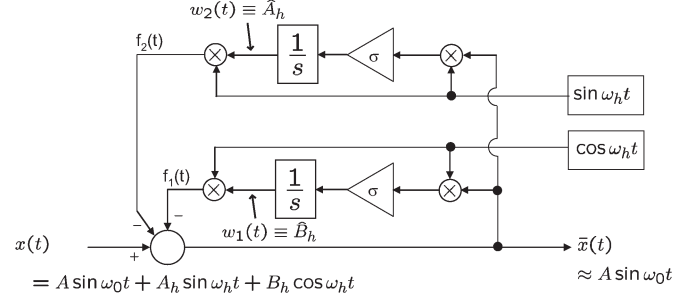 w₂(t) ≡ Â_h
f₂(t)
1/s
σ
sin ω_h t
cos ω_h t
1/s
σ
f₁(t)
w₁(t) ≡ B̂_h
−
−
+
x(t)
x̄(t)
= A sin ω₀t + A_h sin ω_h t + B_h cos ω_h t
≈ A sin ω₀t